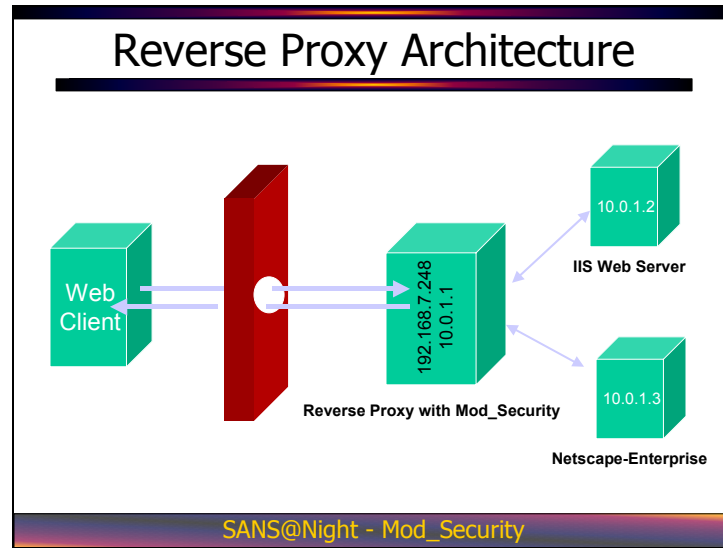 Reverse Proxy Architecture
Web
Client
192.168.7.248
10.0.1.1
Reverse Proxy with Mod_Security
10.0.1.2
IIS Web Server
10.0.1.3
Netscape-Enterprise
SANS@Night - Mod_Security